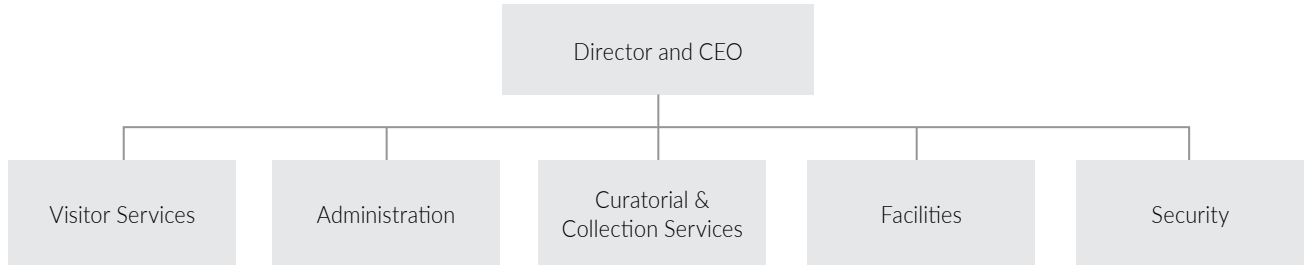 Director and CEO
Visitor Services
Administration
Curatorial &
Collection Services
Facilities
Security